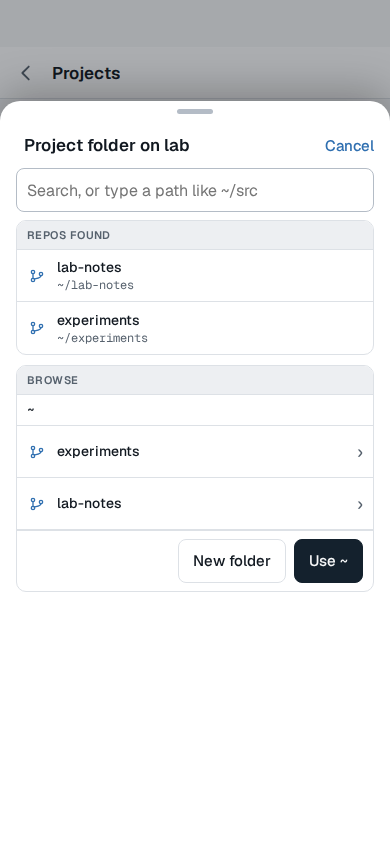 Projects
Project folder on lab
Cancel
Search, or type a path like ~/src
REPOS FOUND
lab-notes
~/lab-notes
experiments
~/experiments
BROWSE
~
experiments
lab-notes
New folder
Use ~